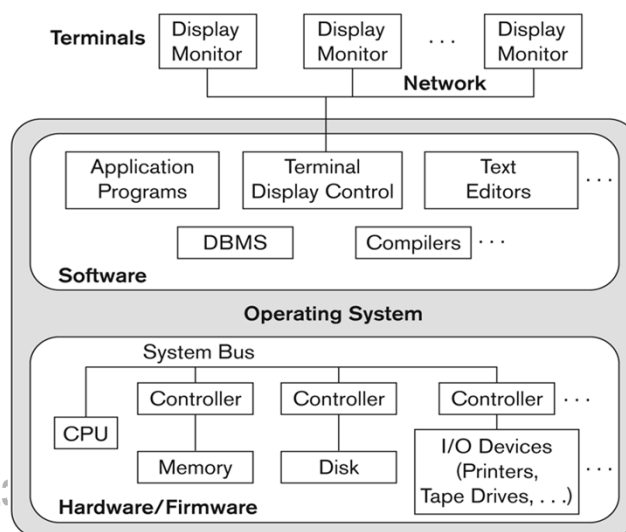 Terminals
Display
Monitor
Display
Monitor
. . .
Display
Monitor
Network
Application
Programs
Terminal
Display Control
Text
Editors
. . .
DBMS
Compilers
. . .
Software
Operating System
System Bus
Controller
Controller
Controller
. . .
CPU
Memory
Disk
I/O Devices
(Printers,
Tape Drives, . . .)
. . .
Hardware/Firmware